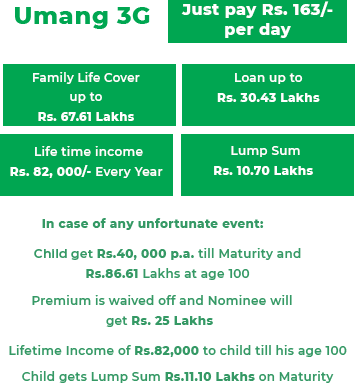 Umang 3G
Just pay Rs. 163/-
per day
Family Life Cover
up to
Rs. 67.61 Lakhs
Loan up to
Rs. 30.43 Lakhs
Life time income
Rs. 82, 000/- Every Year
Lump Sum
Rs. 10.70 Lakhs
In case of any unfortunate event:
Child get Rs.40, 000 p.a. till Maturity and
Rs.86.61 Lakhs at age 100
Premium is waived off and Nominee will
get Rs. 25 Lakhs
Lifetime Income of Rs.82,000 to child till his age 100
Child gets Lump Sum Rs.11.10 Lakhs on Maturity